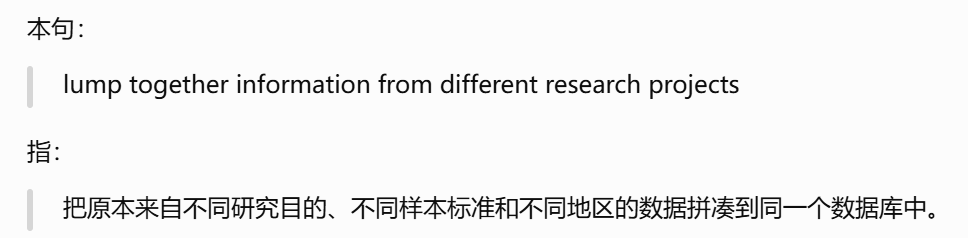 本句：
lump together information from different research projects
指：
把原本来自不同研究目的、不同样本标准和不同地区的数据拼凑到同一个数据库中。